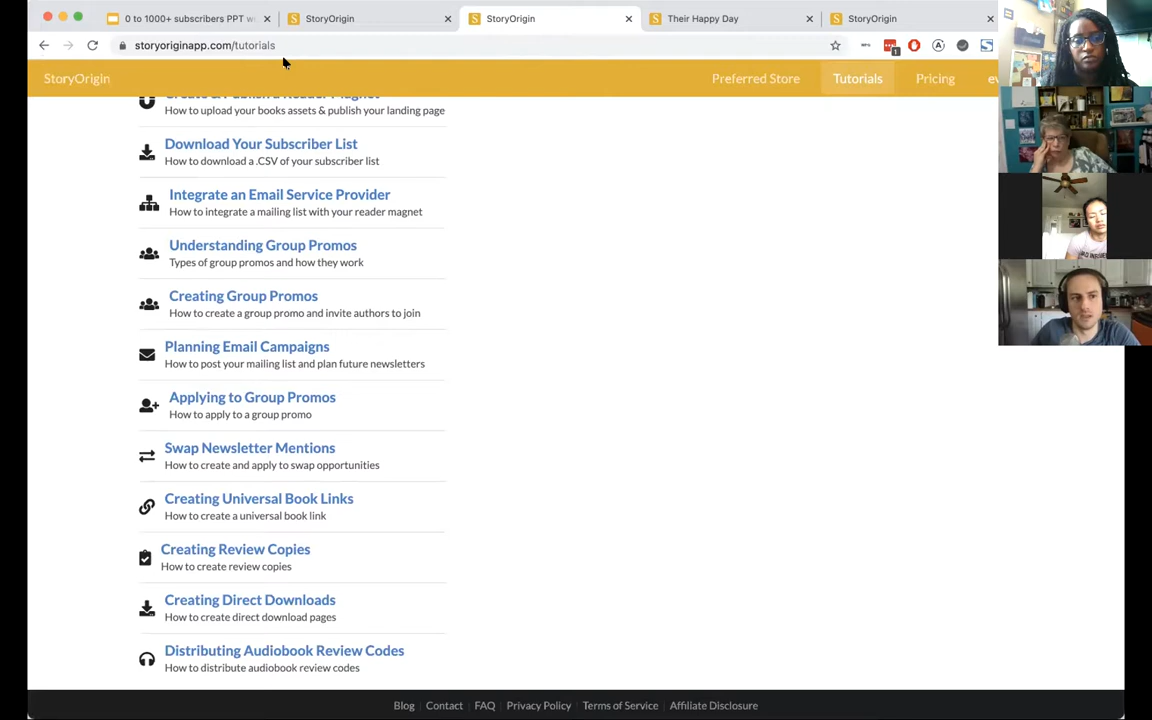 0 to 1000+ subscribers PPT w
StoryOrigin
StoryOrigin
Their Happy Day
StoryOrigin
storyoriginapp.com/tutorials
StoryOrigin
Preferred Store
Tutorials
Pricing
ev
Create & Publish a Reader Magnet
How to upload your books assets & publish your landing page
Download Your Subscriber List
How to download a .CSV of your subscriber list
Integrate an Email Service Provider
How to integrate a mailing list with your reader magnet
Understanding Group Promos
Types of group promos and how they work
Creating Group Promos
How to create a group promo and invite authors to join
Planning Email Campaigns
How to post your mailing list and plan future newsletters
Applying to Group Promos
How to apply to a group promo
Swap Newsletter Mentions
How to create and apply to swap opportunities
Creating Universal Book Links
How to create a universal book link
Creating Review Copies
How to create review copies
Creating Direct Downloads
How to create direct download pages
Distributing Audiobook Review Codes
How to distribute audiobook review codes
Blog | Contact | FAQ | Privacy Policy | Terms of Service | Affiliate Disclosure